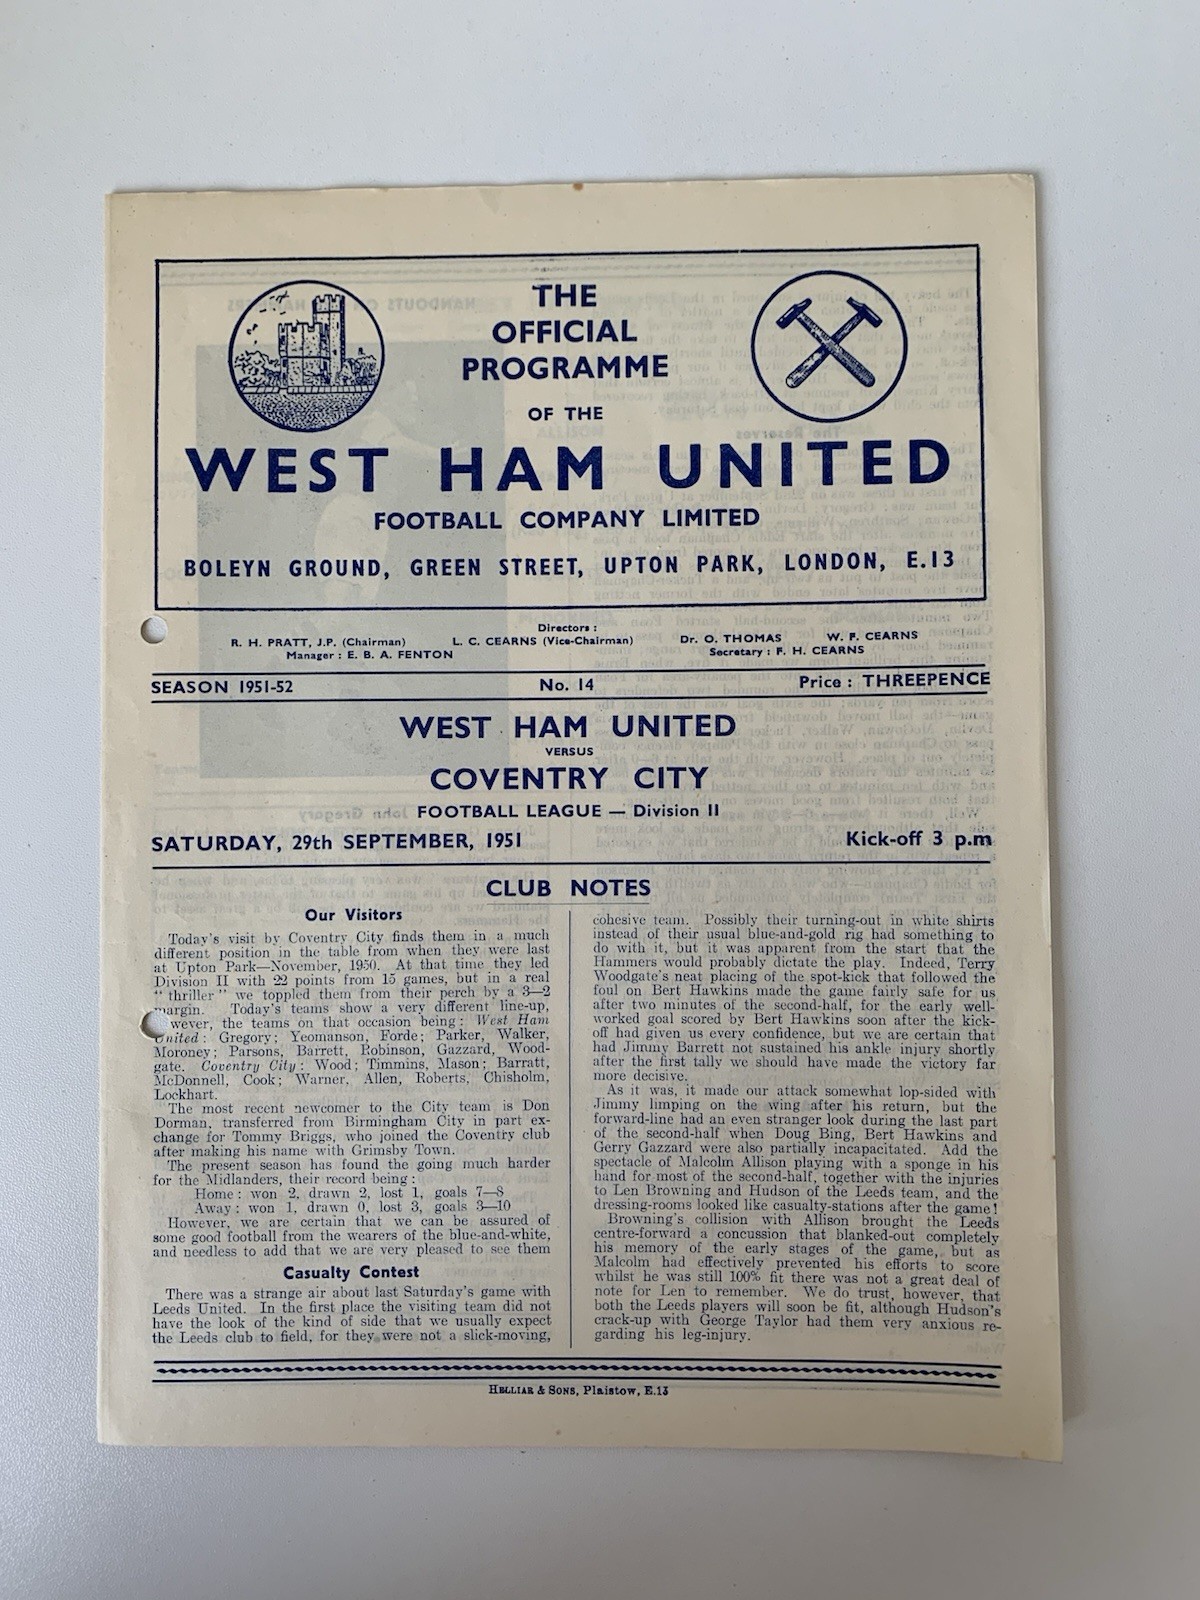 THE
OFFICIAL
PROGRAMME
OF THE
WEST HAM UNITED
FOOTBALL COMPANY LIMITED
BOLEYN GROUND, GREEN STREET, UPTON PARK, LONDON, E.13
Directors :
R. H. PRATT, J.P. (Chairman) L. C. CEARNS (Vice-Chairman) Dr. O. THOMAS W. F. CEARNS
Manager : E. B. A. FENTON Secretary : F. H. CEARNS
SEASON 1951-52 No. 14 Price : THREEPENCE
WEST HAM UNITED
VERSUS
COVENTRY CITY
FOOTBALL LEAGUE — Division II
SATURDAY, 29th SEPTEMBER, 1951 Kick-off 3 p.m
CLUB NOTES
Our Visitors
Today's visit by Coventry City finds them in a much
different position in the table from when they were last
at Upton Park—November, 1950. At that time they led
Division II with 22 points from 15 games, but in a real
“ thriller ” we toppled them from their perch by a 3—2
margin. Today's teams show a very different line-up,
wever, the teams on that occasion being : West Ham
United : Gregory; Yeomanson, Forde; Parker, Walker,
Moroney; Parsons, Barrett, Robinson, Gazzard, Wood-
gate. Coventry City : Wood; Timmins, Mason; Barratt,
McDonnell, Cook; Warner, Allen, Roberts, Chisholm,
Lockhart.
The most recent newcomer to the City team is Don
Dorman, transferred from Birmingham City in part ex-
change for Tommy Briggs, who joined the Coventry club
after making his name with Grimsby Town.
The present season has found the going much harder
for the Midlanders, their record being :
Home : won 2, drawn 2, lost 1, goals 7—8
Away : won 1, drawn 0, lost 3, goals 3—10
However, we are certain that we can be assured of
some good football from the wearers of the blue-and-white,
and needless to add that we are very pleased to see them
Casualty Contest
There was a strange air about last Saturday's game with
Leeds United. In the first place the visiting team did not
have the look of the kind of side that we usually expect
the Leeds club to field, for they were not a slick-moving,
cohesive team. Possibly their turning-out in white shirts
instead of their usual blue-and-gold rig had something to
do with it, but it was apparent from the start that the
Hammers would probably dictate the play. Indeed, Terry
Woodgate's neat placing of the spot-kick that followed the
foul on Bert Hawkins made the game fairly safe for us
after two minutes of the second-half, for the early well-
worked goal scored by Bert Hawkins soon after the kick-
off had given us every confidence, but we are certain that
had Jimmy Barrett not sustained his ankle injury shortly
after the first tally we should have made the victory far
more decisive.
As it was, it made our attack somewhat lop-sided with
Jimmy limping on the wing after his return, but the
forward-line had an even stranger look during the last part
of the second-half when Doug Bing, Bert Hawkins and
Gerry Gazzard were also partially incapacitated. Add the
spectacle of Malcolm Allison playing with a sponge in his
hand for most of the second-half, together with the injuries
to Len Browning and Hudson of the Leeds team, and the
dressing-rooms looked like casualty-stations after the game !
Browning's collision with Allison brought the Leeds
centre-forward a concussion that blanked-out completely
his memory of the early stages of the game, but as
Malcolm had effectively prevented his efforts to score
whilst he was still 100% fit there was not a great deal of
note for Len to remember. We do trust, however, that
both the Leeds players will soon be fit, although Hudson's
crack-up with George Taylor had them very anxious re-
garding his leg-injury.
HELLIAR & SONS, Plaistow, E.13